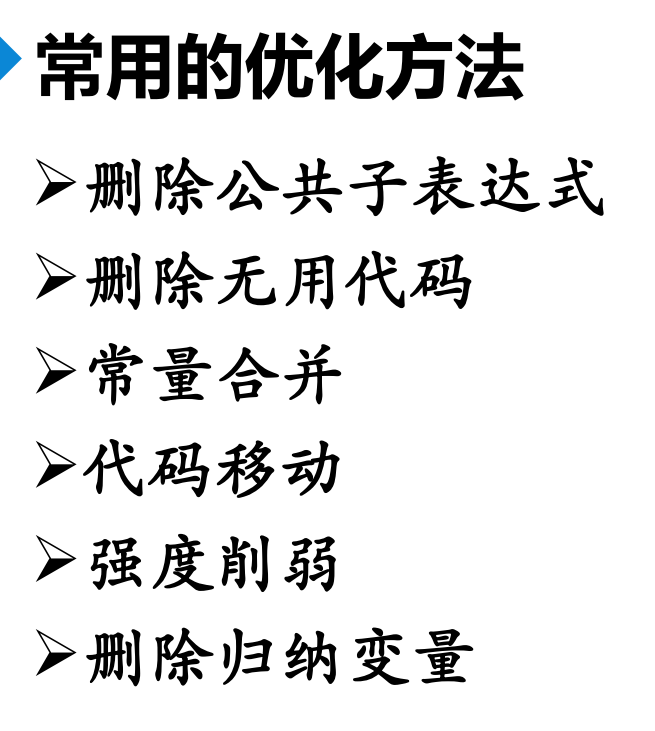 常用的优化方法
删除公共子表达式
删除无用代码
常量合并
代码移动
强度削弱
删除归纳变量